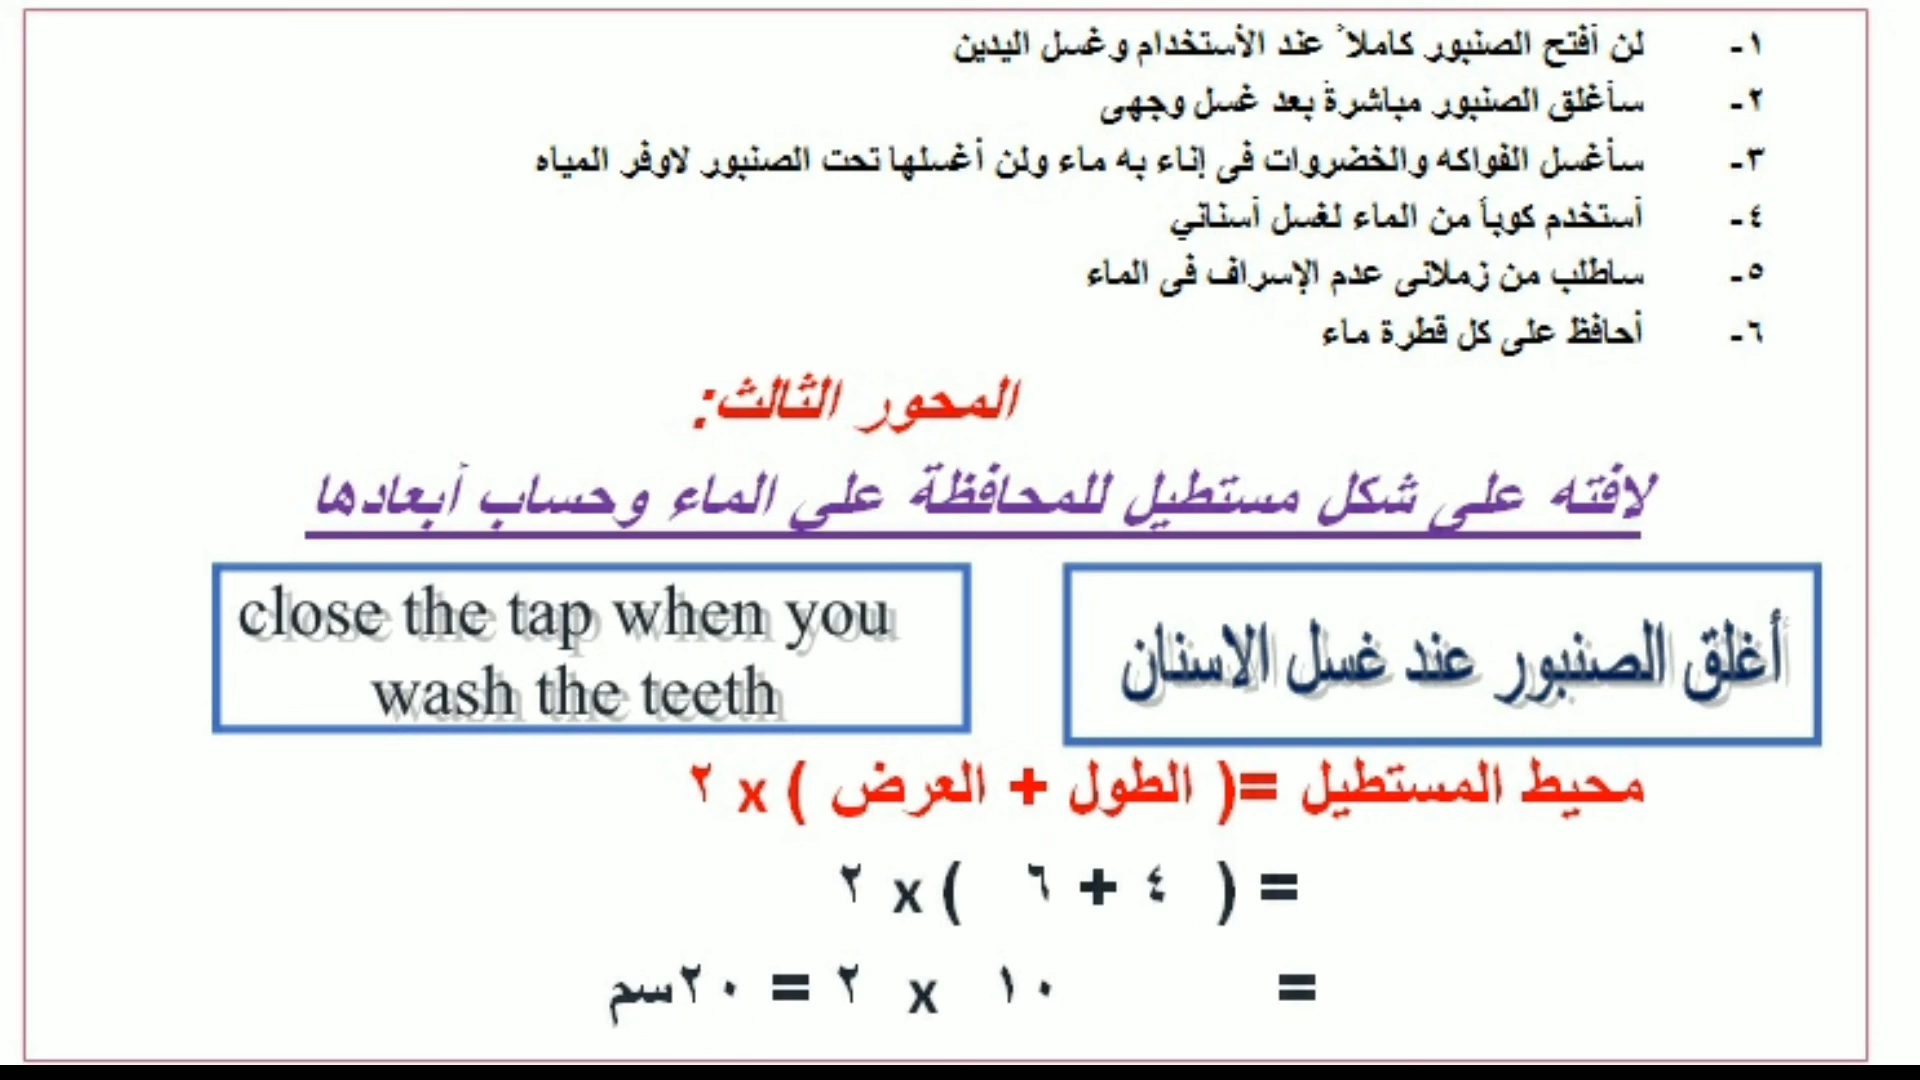 ١- لن أفتح الصنبور كاملاً عند الأستخدام وغسل اليدين
٢- سأغلق الصنبور مباشرة بعد غسل وجهى
٣- سأغسل الفواكه والخضروات فى إناء به ماء ولن أغسلها تحت الصنبور لاوفر المياه
٤- أستخدم كوباً من الماء لغسل أسناني
٥- ساطلب من زملائى عدم الإسراف فى الماء
٦- أحافظ على كل قطرة ماء
المحور الثالث:
لافته على شكل مستطيل للمحافظة على الماء وحساب أبعادها
أغلق الصنبور عند غسل الاسنان
close the tap when you
wash the teeth
محيط المستطيل =( الطول + العرض ) x ٢
= ( ٤ + ٦ ) x ٢
= ١٠ x ٢ = ٢٠سم